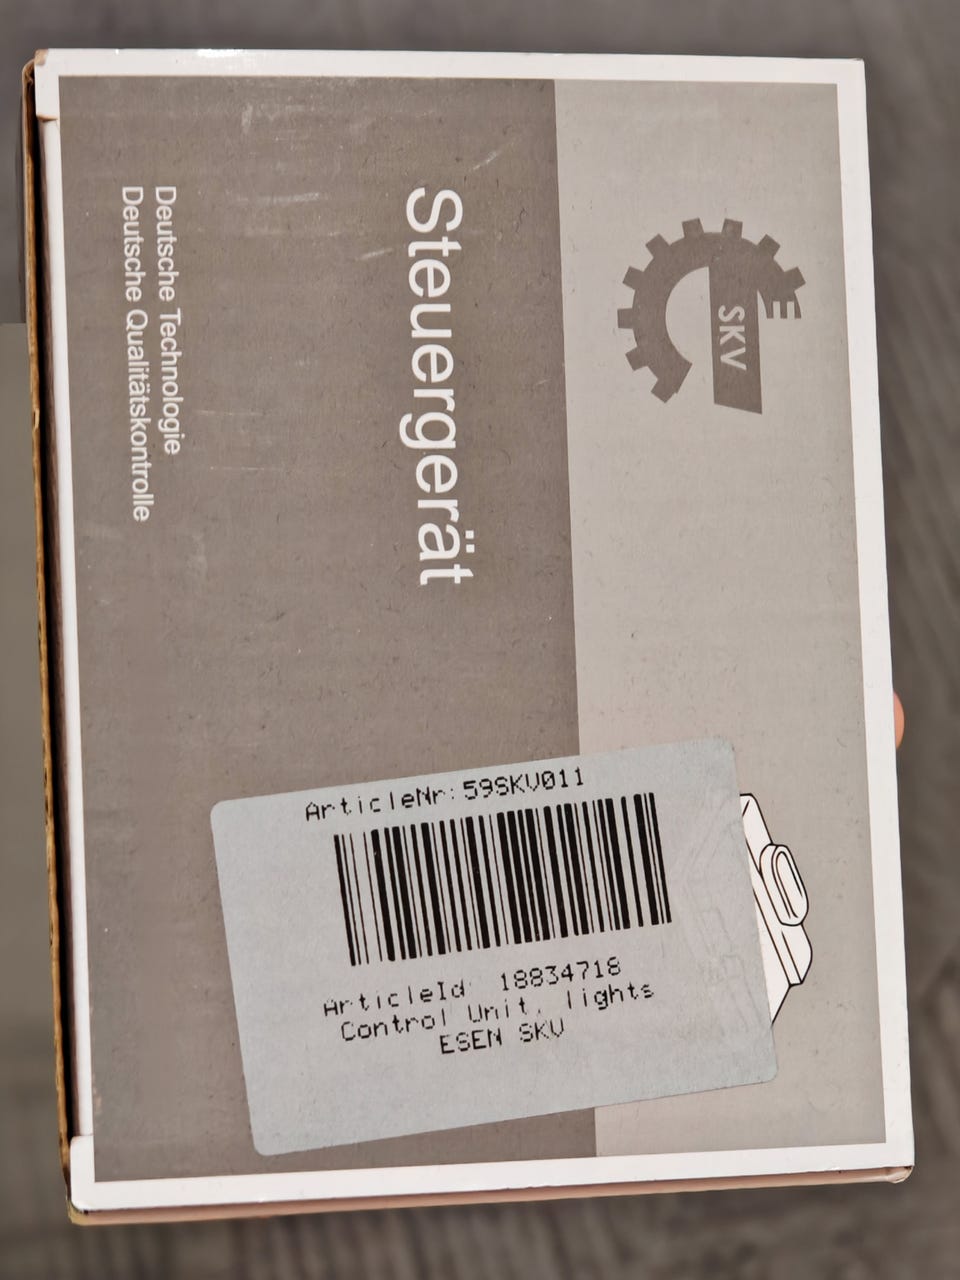 SKV
Steuergerät
Deutsche Technologie
Deutsche Qualitätskontrolle
ArticleNr:59SKV011
ArticleId: 18834718
Control Unit, lights
ESEN SKV